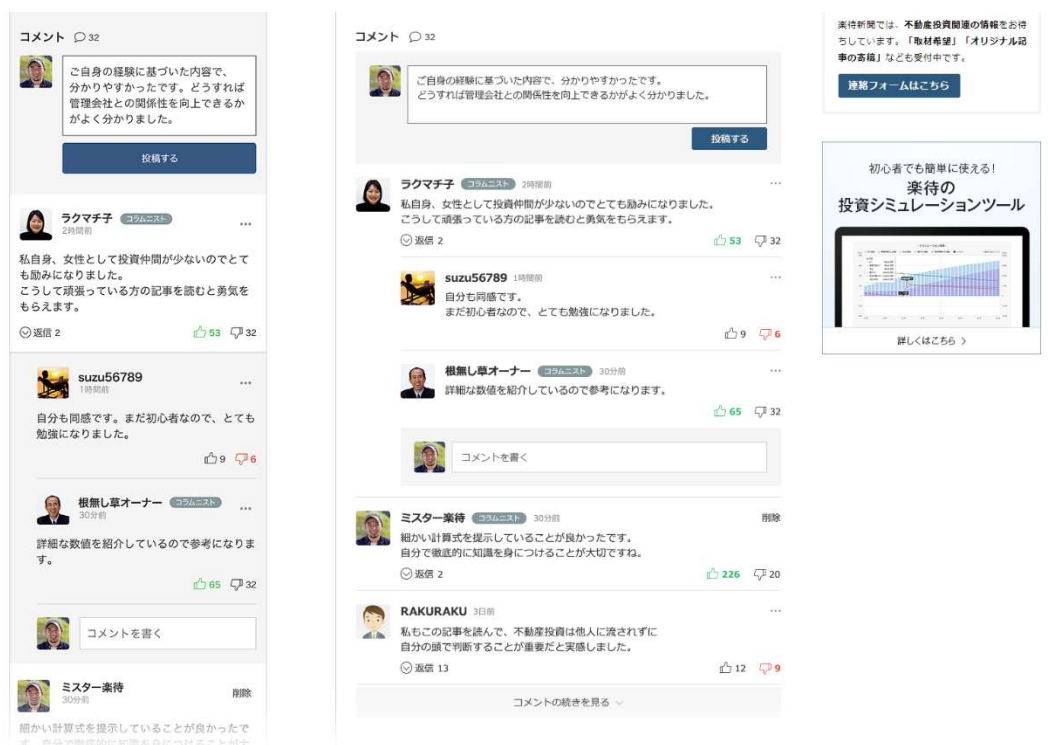 コメント 32
ご自身の経験に基づいた内容で、
分かりやすかったです。どうすれば
管理会社との関係性を向上できるか
がよく分かりました。
投稿する
ラクマチ子 コラムニスト
2時間前
私自身、女性として投資仲間が少ないのでとて
も励みになりました。
こうして頑張っている方の記事を読むと勇気を
もらえます。
返信 2 53 32
suzu56789
1時間前
自分も同感です。まだ初心者なので、とても
勉強になりました。
9 6
根無し草オーナー コラムニスト
30分前
詳細な数値を紹介しているので参考になりま
す。
65 32
コメントを書く
ミスター楽待
30分前
削除
細かい計算式を提示していることが良かったで
コメント 32
ご自身の経験に基づいた内容で、分かりやすかったです。
どうすれば管理会社との関係性を向上できるかがよく分かりました。
投稿する
ラクマチ子 コラムニスト 2時間前
私自身、女性として投資仲間が少ないのでとても励みになりました。
こうして頑張っている方の記事を読むと勇気をもらえます。
返信 2 53 32
suzu56789 1時間前
自分も同感です。
まだ初心者なので、とても勉強になりました。
9 6
根無し草オーナー コラムニスト 30分前
詳細な数値を紹介しているので参考になります。
65 32
コメントを書く
ミスター楽待 コラムニスト 30分前 削除
細かい計算式を提示していることが良かったです。
自分で徹底的に知識を身につけることが大切ですね。
返信 2 226 20
RAKURAKU 3日前
私もこの記事を読んで、不動産投資は他人に流されずに
自分の頭で判断することが重要だと実感しました。
返信 13 12 9
コメントの続きを見る
楽待新聞では、不動産投資関連の情報をお待
ちしています。「取材希望」「オリジナル記
事の寄稿」なども受付中です。
連絡フォームはこちら
初心者でも簡単に使える!
楽待の
投資シミュレーションツール
詳しくはこちら